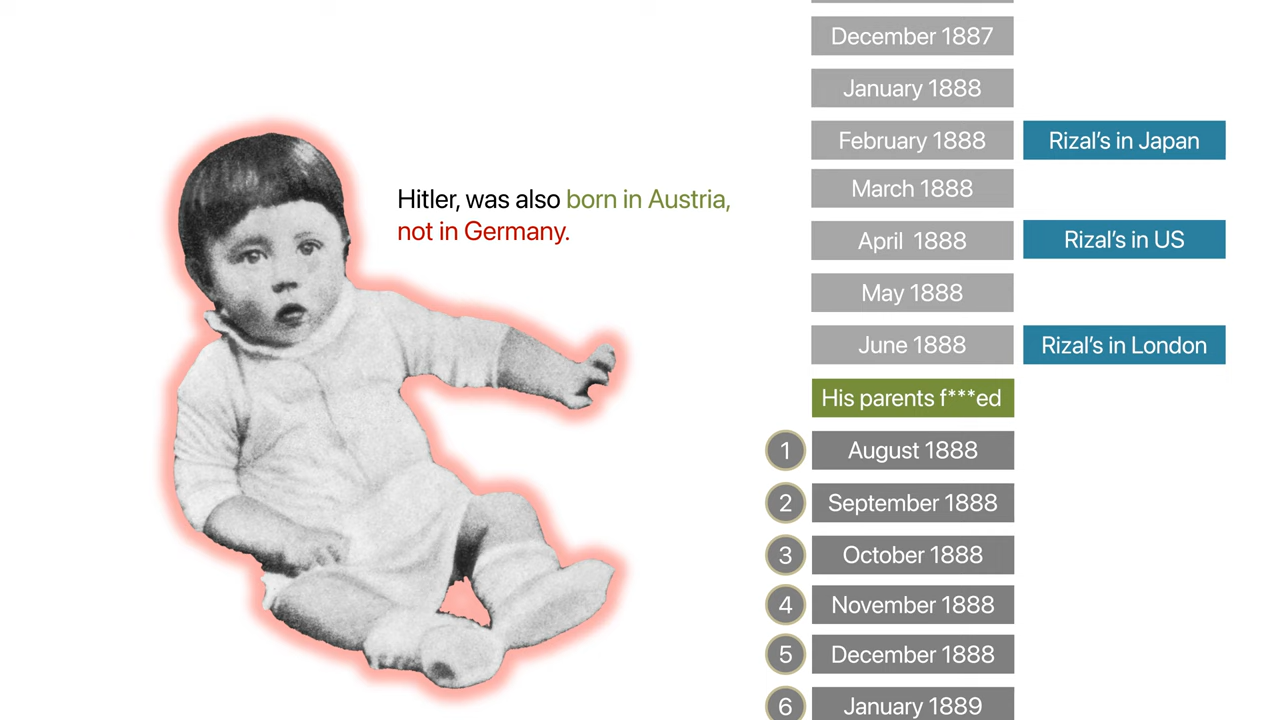 Hitler, was also born in Austria,
not in Germany.
December 1887
January 1888
February 1888
Rizal's in Japan
March 1888
April 1888
Rizal's in US
May 1888
June 1888
Rizal's in London
His parents f***ed
1 August 1888
2 September 1888
3 October 1888
4 November 1888
5 December 1888
6 January 1889